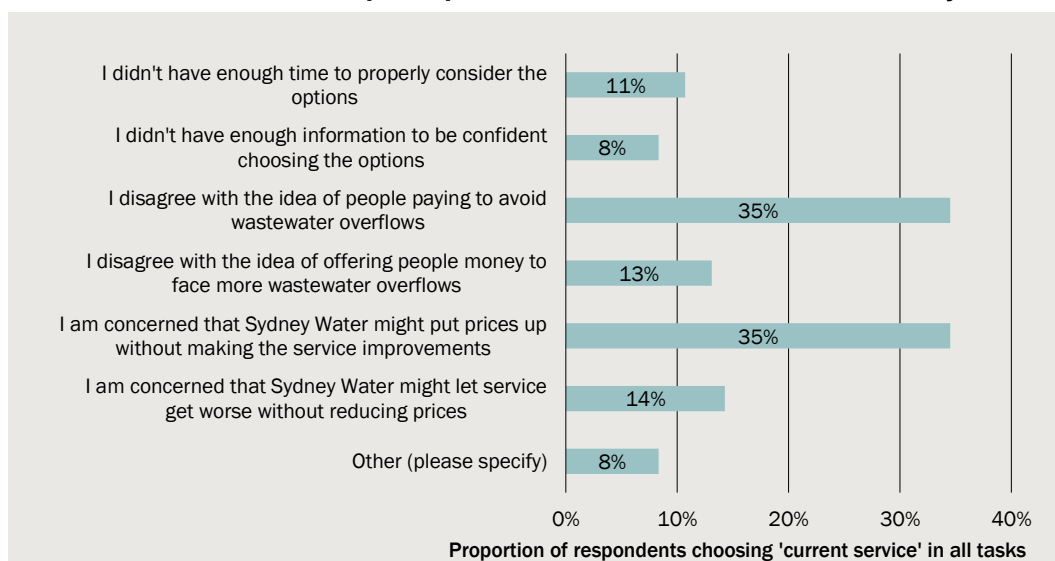 I didn't have enough time to properly consider the
options
11%
I didn't have enough information to be confident
choosing the options
8%
I disagree with the idea of people paying to avoid
wastewater overflows
35%
I disagree with the idea of offering people money to
face more wastewater overflows
13%
I am concerned that Sydney Water might put prices up
without making the service improvements
35%
I am concerned that Sydney Water might let service
get worse without reducing prices
14%
Other (please specify)
8%
0% 10% 20% 30% 40%
Proportion of respondents choosing 'current service' in all tasks